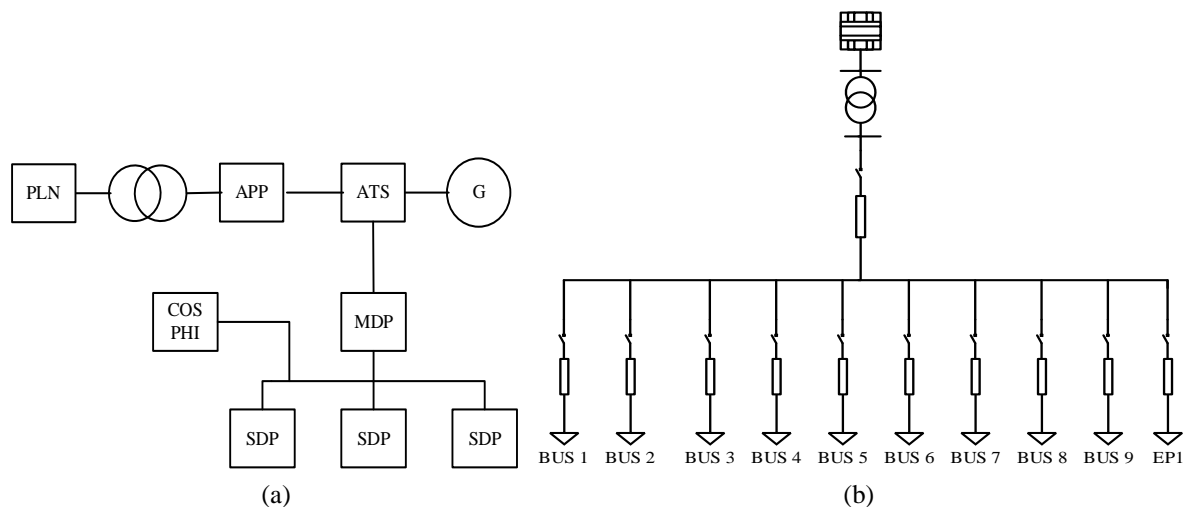 PLN
APP
ATS
G
COS
PHI
MDP
SDP
SDP
SDP
(a)
BUS 1
BUS 2
BUS 3
BUS 4
BUS 5
BUS 6
BUS 7
BUS 8
BUS 9
EP1
(b)